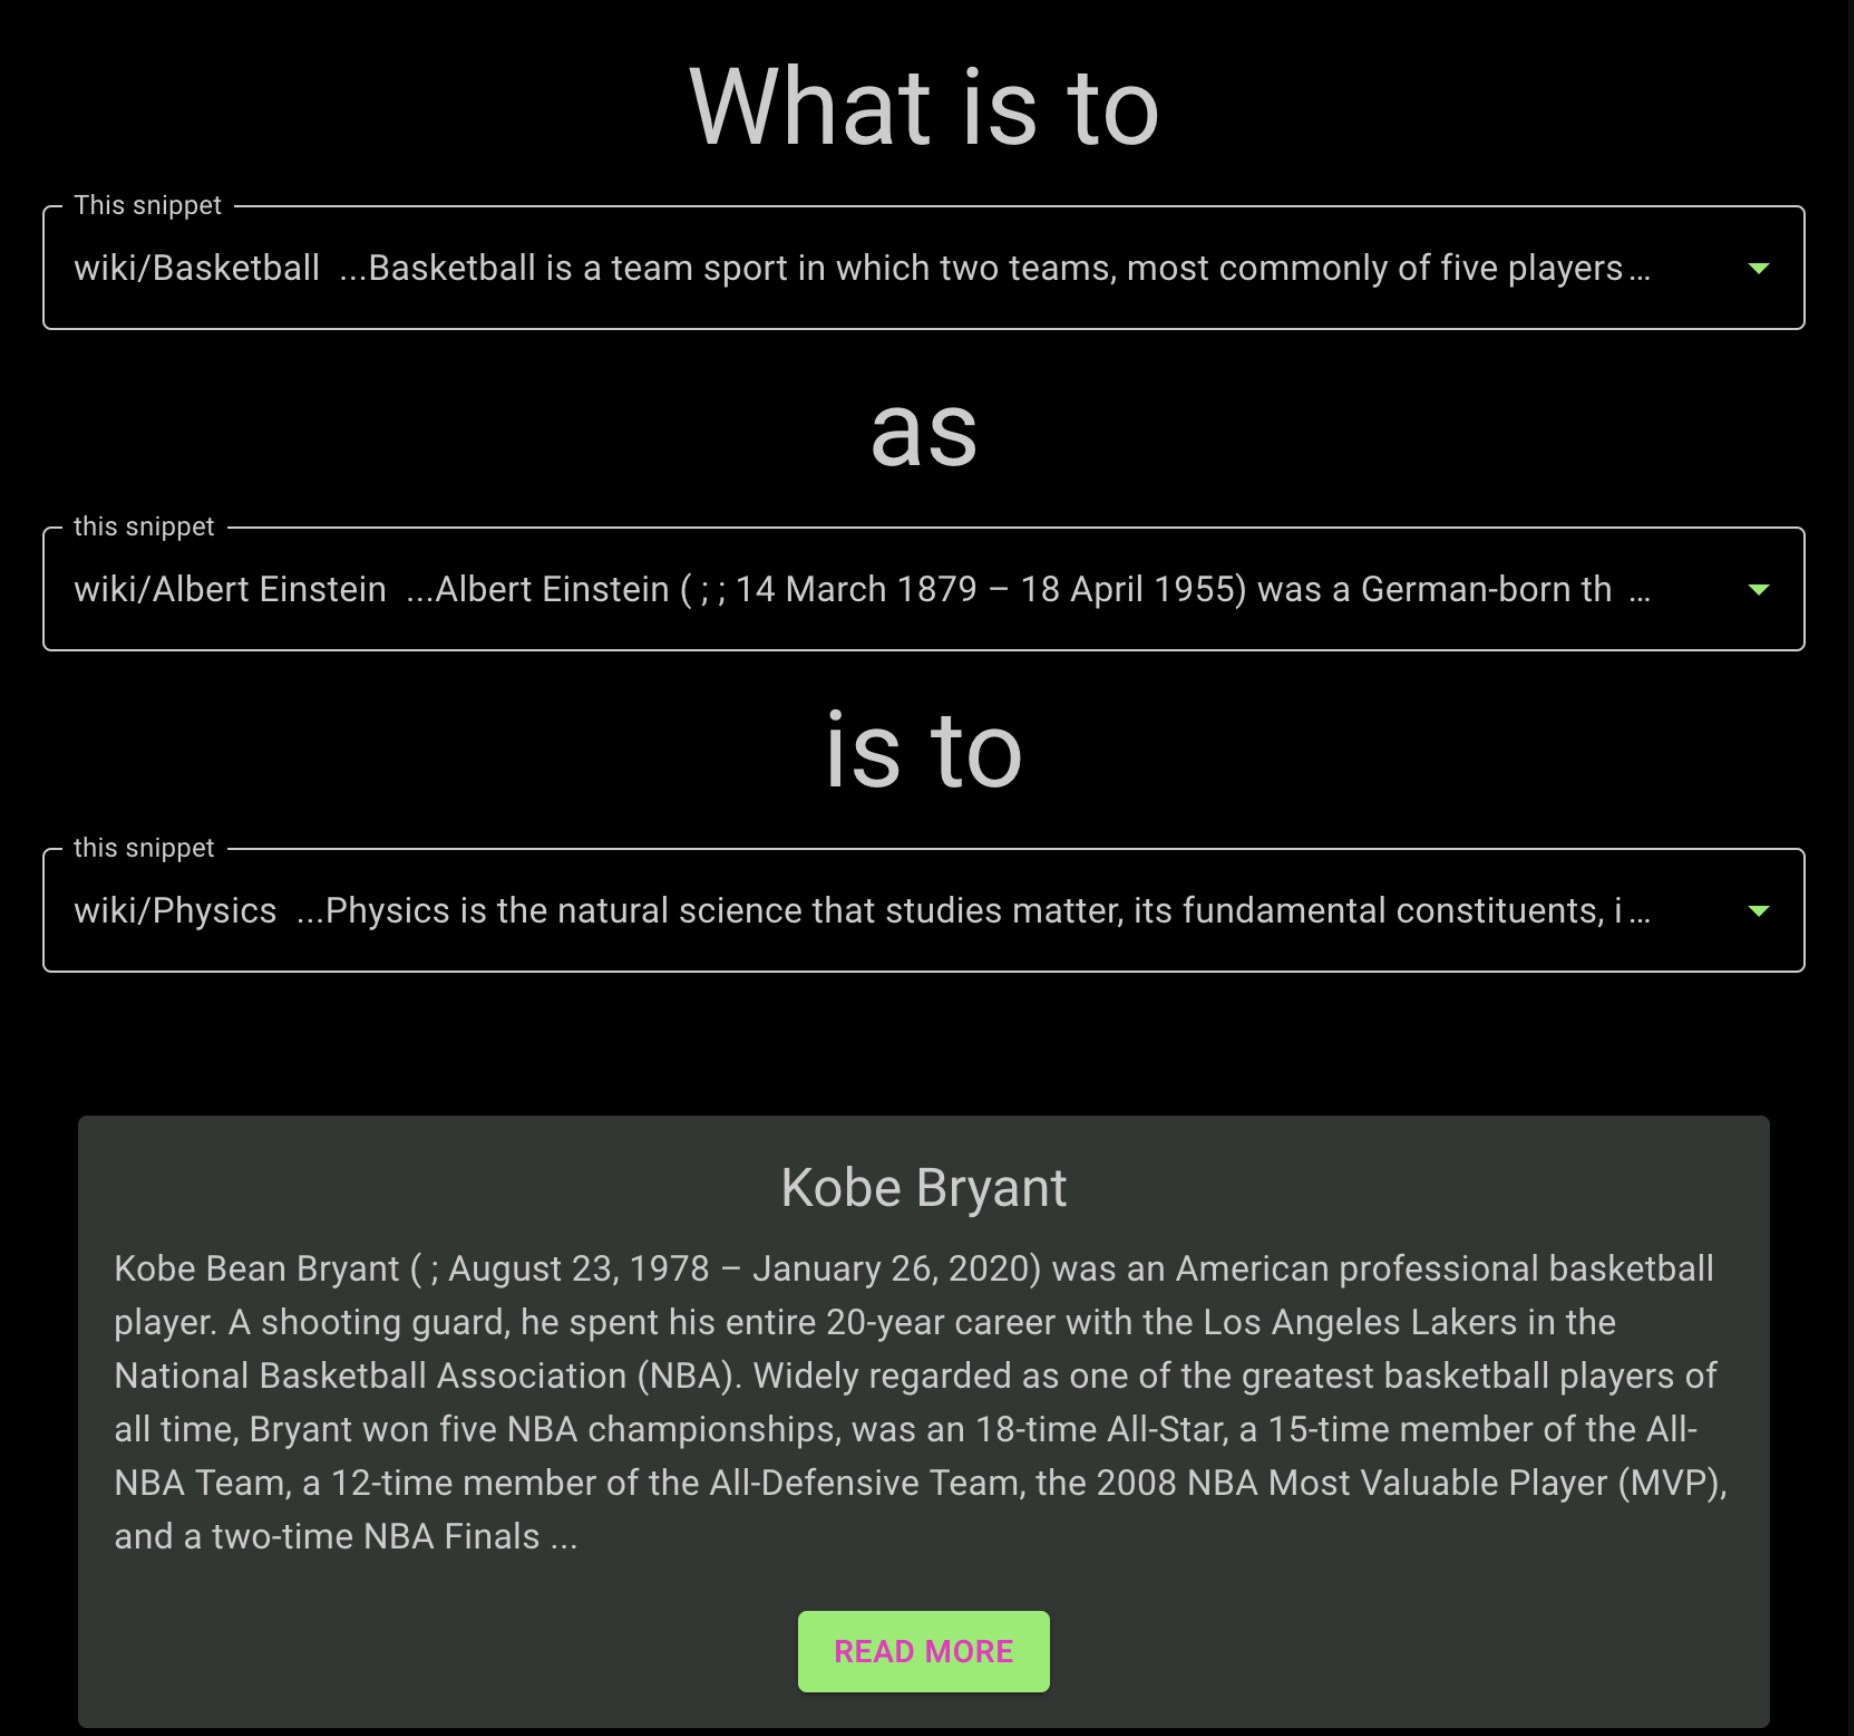 What is to
This snippet
wiki/Basketball ...Basketball is a team sport in which two teams, most commonly of five players...
as
this snippet
wiki/Albert Einstein ...Albert Einstein ( ; ; 14 March 1879 – 18 April 1955) was a German-born th ...
is to
this snippet
wiki/Physics ...Physics is the natural science that studies matter, its fundamental constituents, i...
Kobe Bryant
Kobe Bean Bryant ( ; August 23, 1978 – January 26, 2020) was an American professional basketball
player. A shooting guard, he spent his entire 20-year career with the Los Angeles Lakers in the
National Basketball Association (NBA). Widely regarded as one of the greatest basketball players of
all time, Bryant won five NBA championships, was an 18-time All-Star, a 15-time member of the All-
NBA Team, a 12-time member of the All-Defensive Team, the 2008 NBA Most Valuable Player (MVP),
and a two-time NBA Finals ...
READ MORE